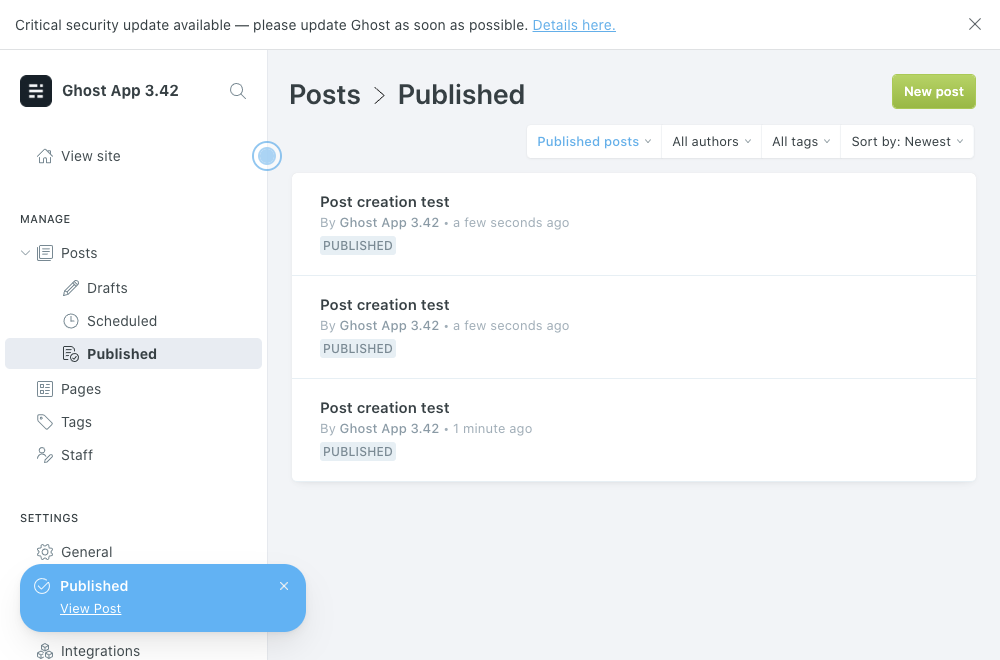 Critical security update available — please update Ghost as soon as possible. Details here.
Ghost App 3.42
View site
MANAGE
Posts
Drafts
Scheduled
Published
Pages
Tags
Staff
SETTINGS
General
Published
View Post
Integrations
Posts > Published
New post
Published posts
All authors
All tags
Sort by: Newest
Post creation test
By Ghost App 3.42 • a few seconds ago
PUBLISHED
Post creation test
By Ghost App 3.42 • a few seconds ago
PUBLISHED
Post creation test
By Ghost App 3.42 • 1 minute ago
PUBLISHED